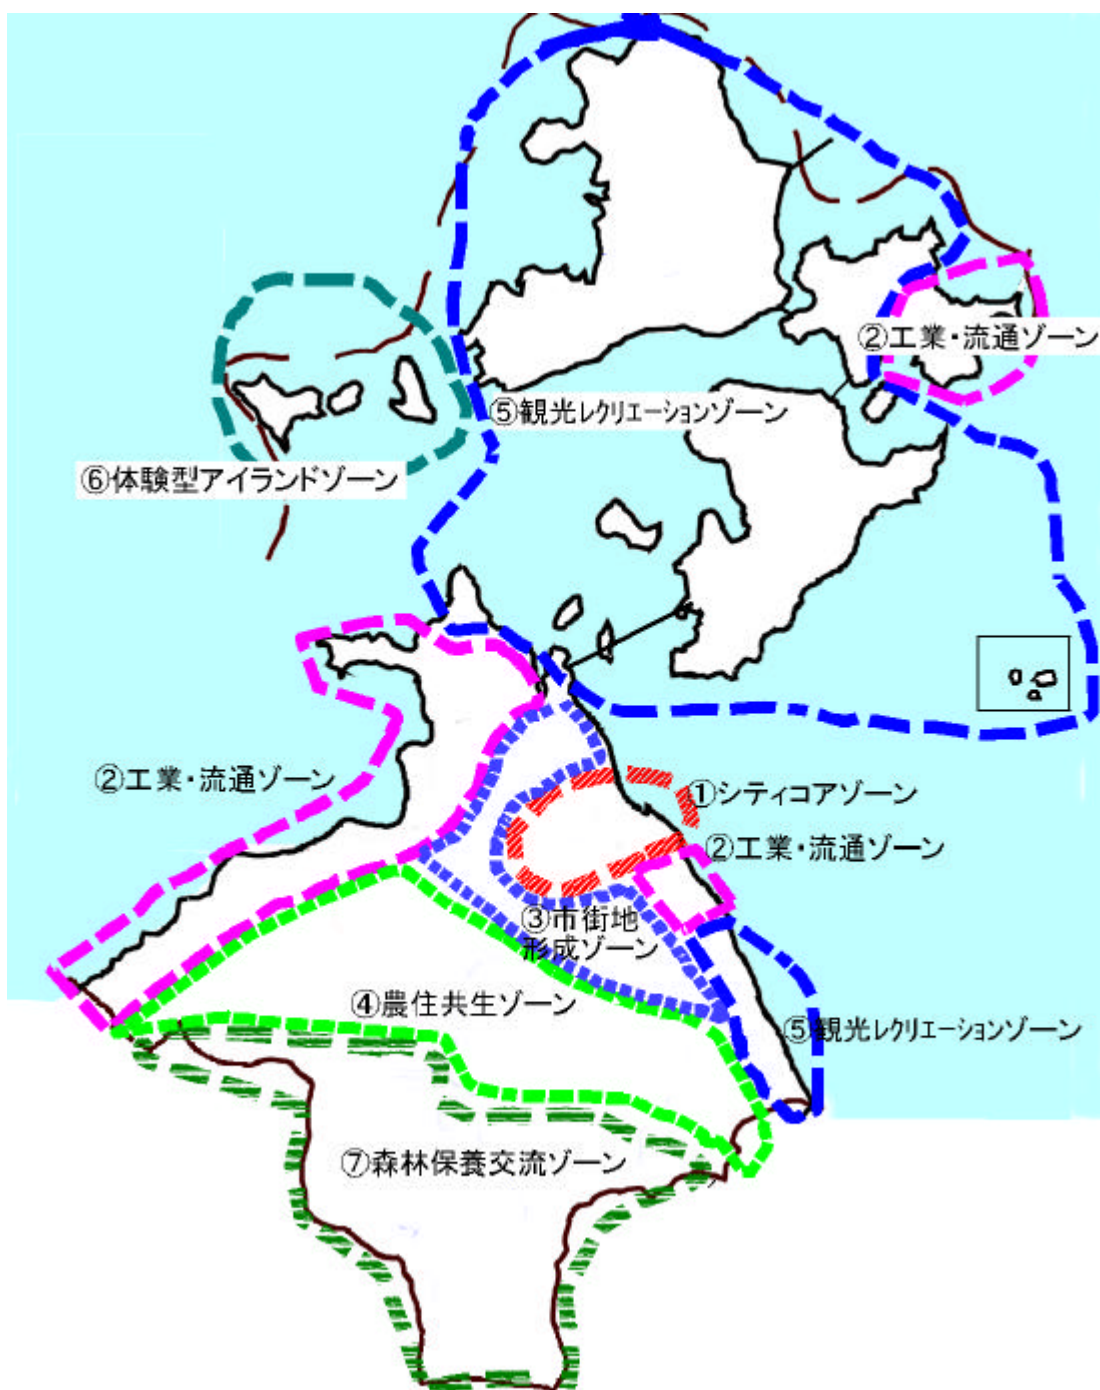 ②工業・流通ゾーン
⑤観光レクリエーションゾーン
⑥体験型アイランドゾーン
②工業・流通ゾーン
①シティコアゾーン
②工業・流通ゾーン
③市街地
形成ゾーン
④農住共生ゾーン
⑤観光レクリエーションゾーン
⑦森林保養交流ゾーン